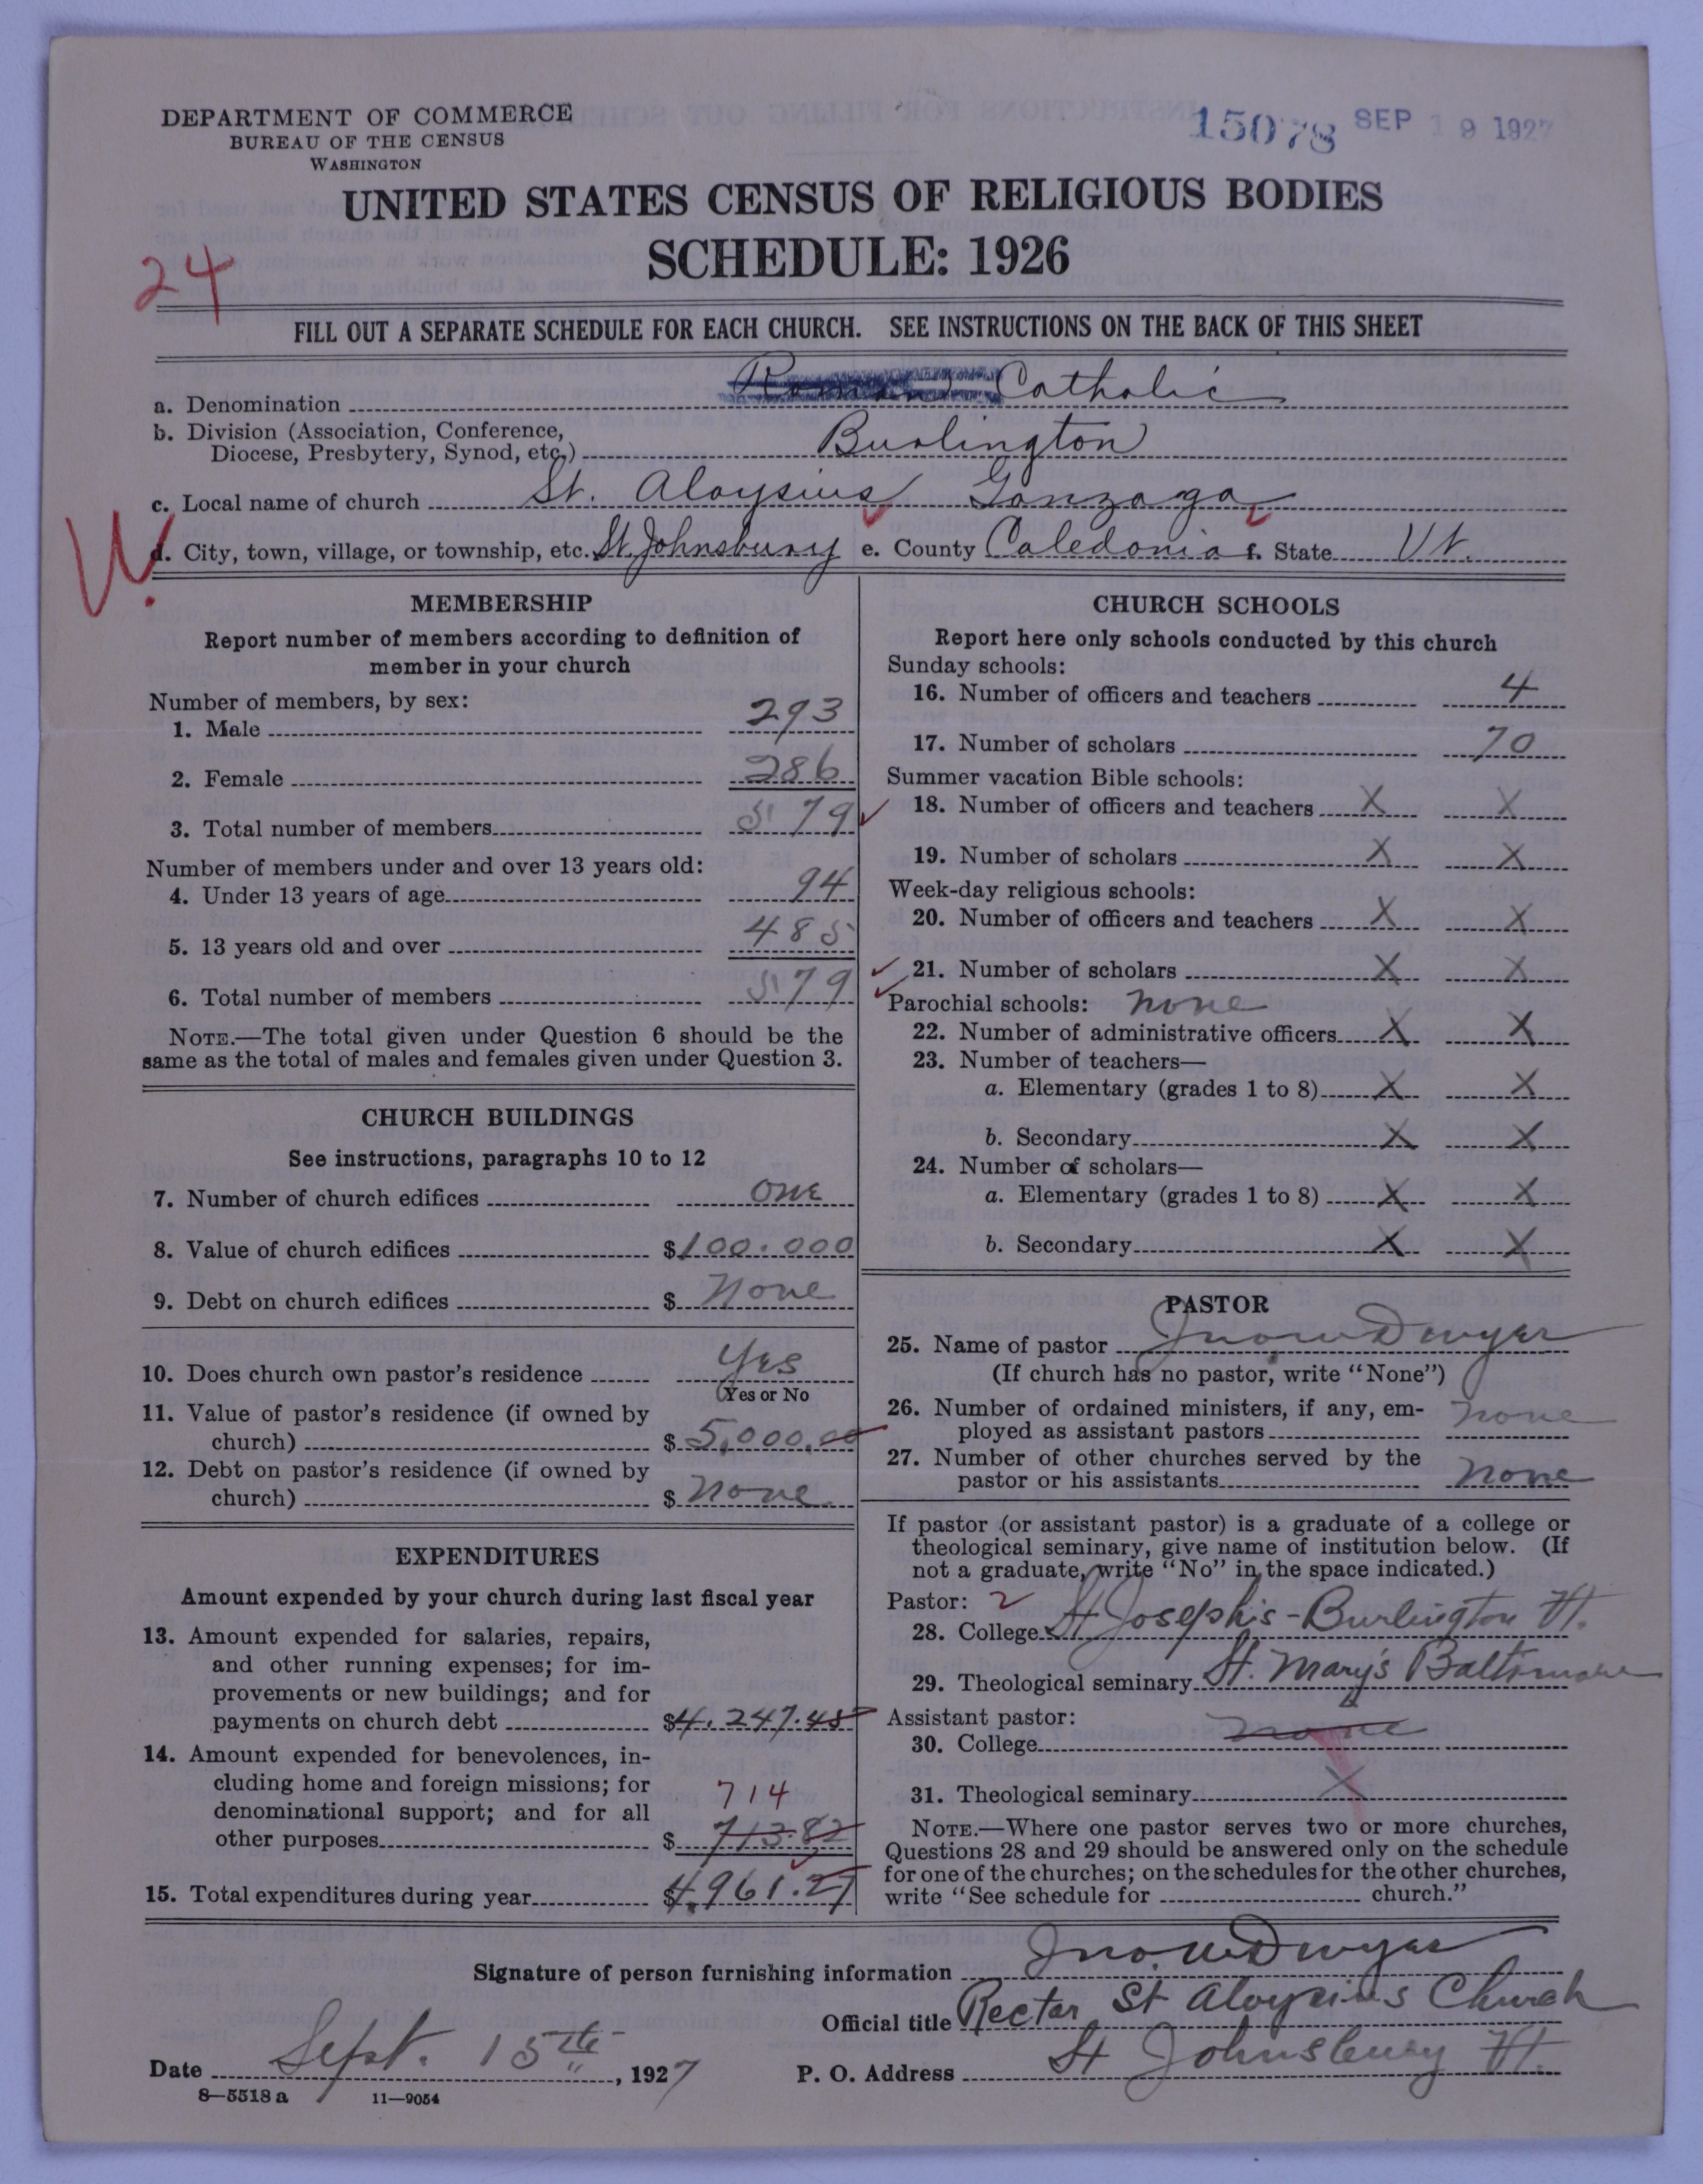 DEPARTMENT OF COMMERCE
BUREAU OF THE CENSUS
WASHINGTON
15078 SEP 19 1927
UNITED STATES CENSUS OF RELIGIOUS BODIES
SCHEDULE: 1926
24
FILL OUT A SEPARATE SCHEDULE FOR EACH CHURCH. SEE INSTRUCTIONS ON THE BACK OF THIS SHEET
a. Denomination Roman Catholic
b. Division (Association, Conference,
Diocese, Presbytery, Synod, etc.) Burlington
c. Local name of church St. Aloysius Gonzaga
W.
d. City, town, village, or township, etc. St. Johnsbury e. County Caledonia f. State Vt.
MEMBERSHIP
Report number of members according to definition of
member in your church
Number of members, by sex:
1. Male 293
2. Female 286
3. Total number of members 579
Number of members under and over 13 years old:
4. Under 13 years of age 94
5. 13 years old and over 485
6. Total number of members 579
NOTE.—The total given under Question 6 should be the
same as the total of males and females given under Question 3.
CHURCH BUILDINGS
See instructions, paragraphs 10 to 12
7. Number of church edifices one
8. Value of church edifices $100.000
9. Debt on church edifices $ None
10. Does church own pastor's residence Yes
Yes or No
11. Value of pastor's residence (if owned by
church) $ 5,000.00
12. Debt on pastor's residence (if owned by
church) $ None
EXPENDITURES
Amount expended by your church during last fiscal year
13. Amount expended for salaries, repairs,
and other running expenses; for im-
provements or new buildings; and for
payments on church debt $4,247.45
14. Amount expended for benevolences, in-
cluding home and foreign missions; for
denominational support; and for all
714
other purposes $ 713.82
15. Total expenditures during year $4,961.27
CHURCH SCHOOLS
Report here only schools conducted by this church
Sunday schools:
16. Number of officers and teachers 4
17. Number of scholars 70
Summer vacation Bible schools:
18. Number of officers and teachers X X
19. Number of scholars X X
Week-day religious schools:
20. Number of officers and teachers X X
21. Number of scholars X X
Parochial schools: none
22. Number of administrative officers X X
23. Number of teachers—
a. Elementary (grades 1 to 8) X X
b. Secondary X X
24. Number of scholars—
a. Elementary (grades 1 to 8) X X
b. Secondary X X
PASTOR
25. Name of pastor Jno. W Dwyer
(If church has no pastor, write "None")
26. Number of ordained ministers, if any, em-
ployed as assistant pastors none
27. Number of other churches served by the
pastor or his assistants none
If pastor (or assistant pastor) is a graduate of a college or
theological seminary, give name of institution below. (If
not a graduate, write "No" in the space indicated.)
Pastor: 2
28. College St Joseph's - Burlington Vt.
29. Theological seminary St. Mary's Baltimore
Assistant pastor:
30. College none
31. Theological seminary X
NOTE.—Where one pastor serves two or more churches,
Questions 28 and 29 should be answered only on the schedule
for one of the churches; on the schedules for the other churches,
write "See schedule for church."
Signature of person furnishing information Jno. W Dwyer
Official title Rector St Aloysius Church
Date Sept. 15th, 1927 P. O. Address St Johnsbury Vt.
8—5518 a 11—9054